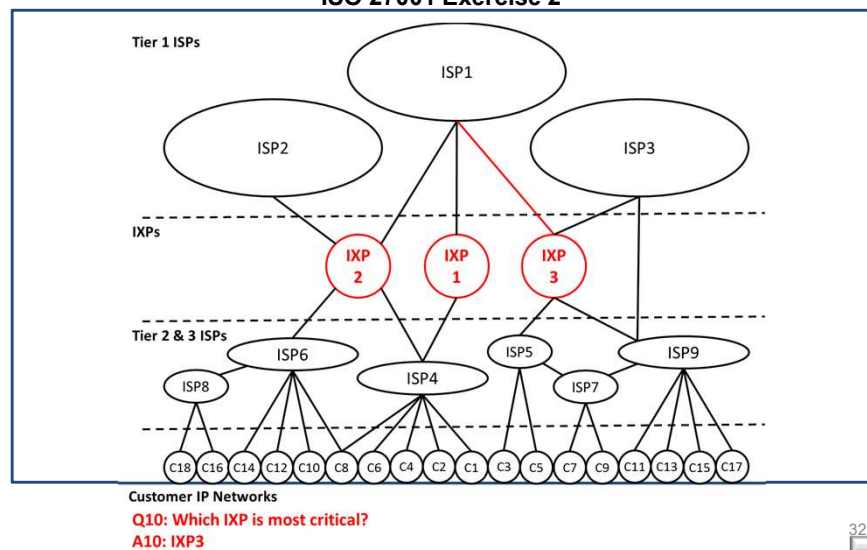 ISO 27001 Exercise 2
Tier 1 ISPs
ISP1
ISP2
ISP3
IXPs
IXP
2
IXP
1
IXP
3
Tier 2 & 3 ISPs
ISP6
ISP5
ISP9
ISP8
ISP4
ISP7
C18 C16 C14 C12 C10 C8 C6 C4 C2 C1 C3 C5 C7 C9 C11 C13 C15 C17
Customer IP Networks
Q10: Which IXP is most critical?
A10: IXP3
32